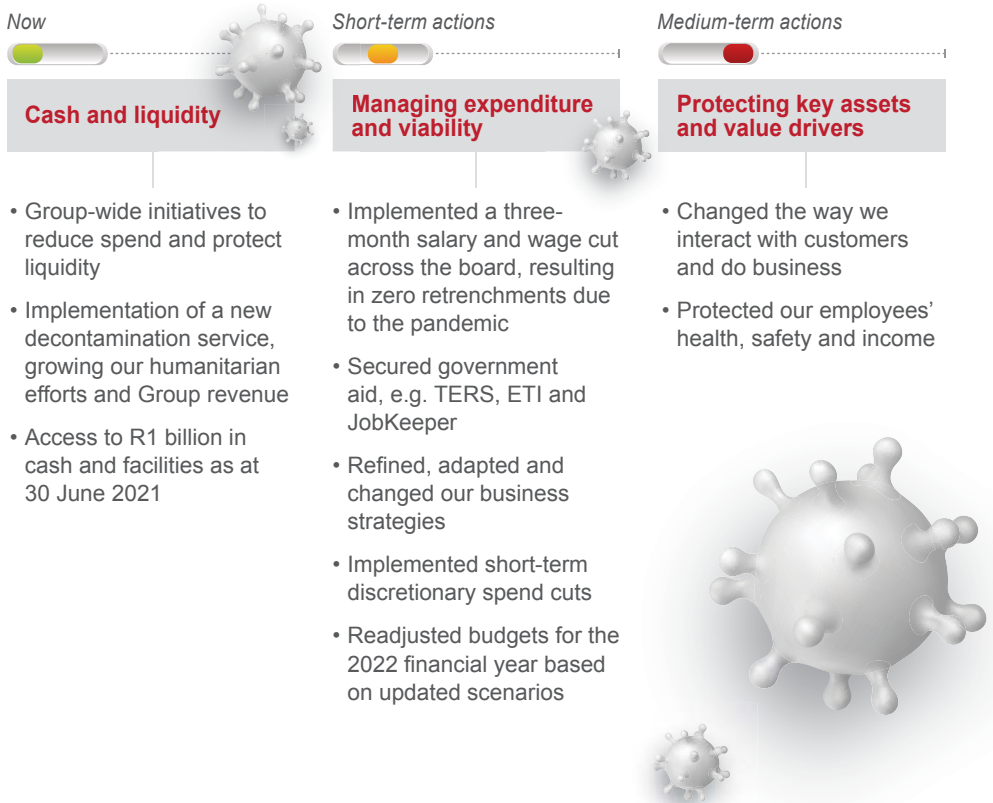 Now
Cash and liquidity
• Group-wide initiatives to
reduce spend and protect
liquidity
• Implementation of a new
decontamination service,
growing our humanitarian
efforts and Group revenue
• Access to R1 billion in
cash and facilities as at
30 June 2021
Short-term actions
Managing expenditure
and viability
• Implemented a three-
month salary and wage cut
across the board, resulting
in zero retrenchments due
to the pandemic
• Secured government
aid, e.g. TERS, ETI and
JobKeeper
• Refined, adapted and
changed our business
strategies
• Implemented short-term
discretionary spend cuts
• Readjusted budgets for the
2022 financial year based
on updated scenarios
Medium-term actions
Protecting key assets
and value drivers
• Changed the way we
interact with customers
and do business
• Protected our employees’
health, safety and income